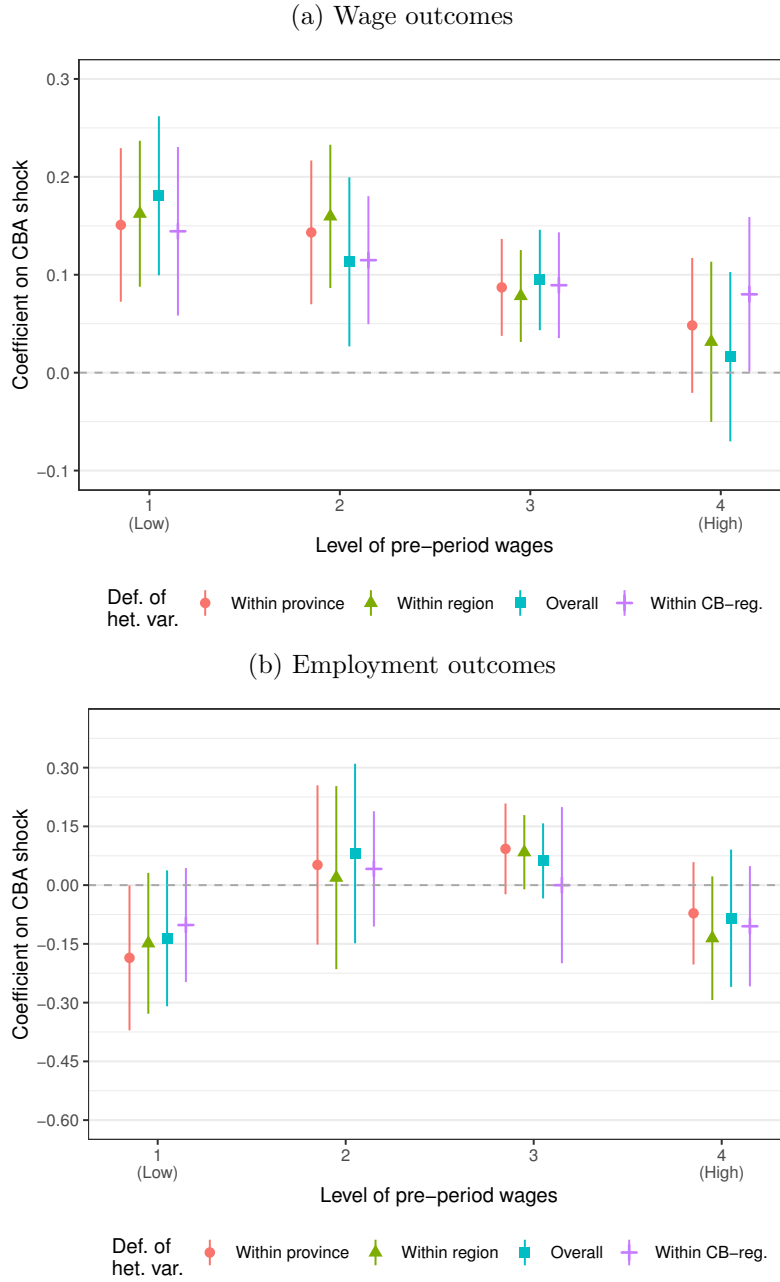 (a) Wage outcomes
0.3
0.2
0.1
0.0
−0.1
Coefficient on CBA shock
1 2 3 4
(Low) (High)
Level of pre−period wages
Def. of
het. var.
Within province Within region Overall Within CB−reg.
(b) Employment outcomes
0.30
0.15
0.00
−0.15
−0.30
−0.45
−0.60
Coefficient on CBA shock
1 2 3 4
(Low) (High)
Level of pre−period wages
Def. of
het. var.
Within province Within region Overall Within CB−reg.